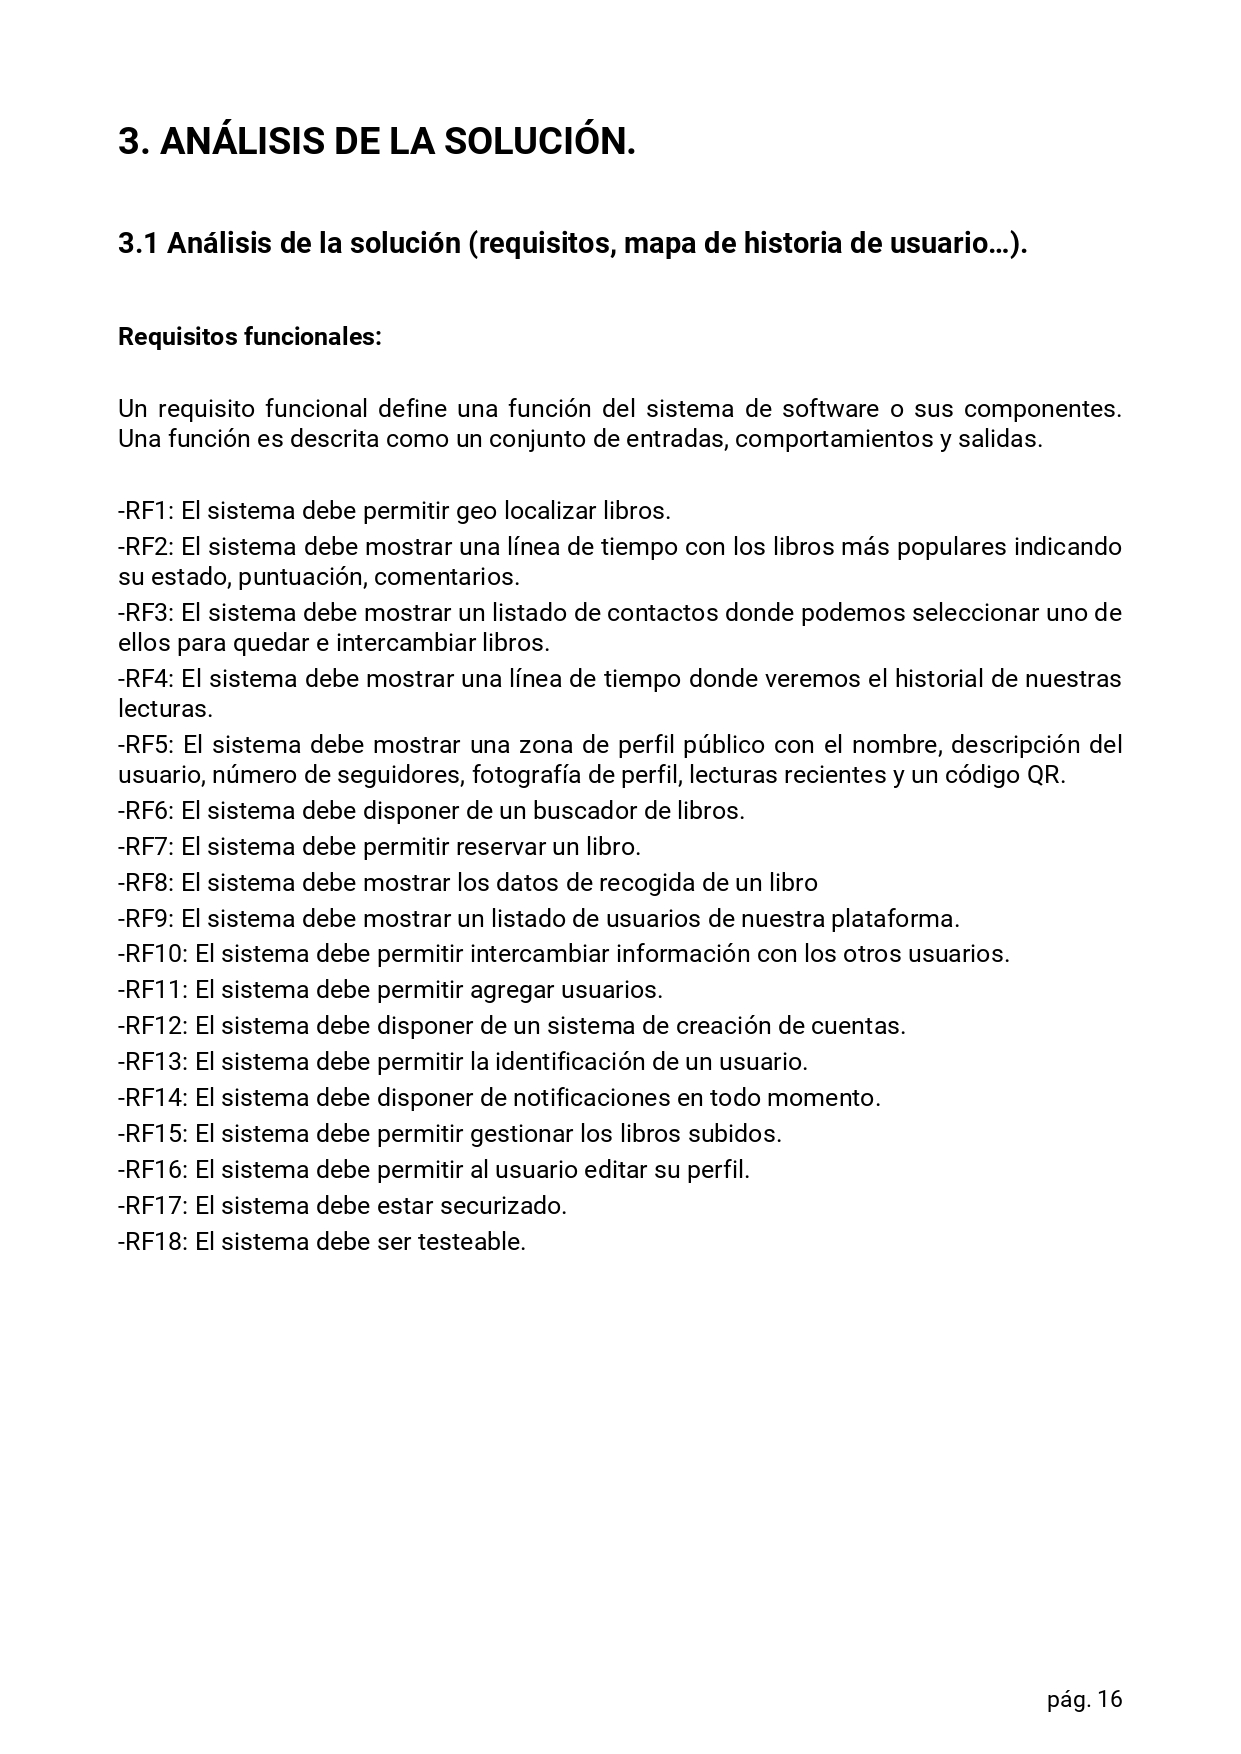 3. ANÁLISIS DE LA SOLUCIÓN.
3.1 Análisis de la solución (requisitos, mapa de historia de usuario…).
Requisitos funcionales:
Un requisito funcional define una función del sistema de software o sus componentes.
Una función es descrita como un conjunto de entradas, comportamientos y salidas.
-RF1: El sistema debe permitir geo localizar libros.
-RF2: El sistema debe mostrar una línea de tiempo con los libros más populares indicando
su estado, puntuación, comentarios.
-RF3: El sistema debe mostrar un listado de contactos donde podemos seleccionar uno de
ellos para quedar e intercambiar libros.
-RF4: El sistema debe mostrar una línea de tiempo donde veremos el historial de nuestras
lecturas.
-RF5: El sistema debe mostrar una zona de perfil público con el nombre, descripción del
usuario, número de seguidores, fotografía de perfil, lecturas recientes y un código QR.
-RF6: El sistema debe disponer de un buscador de libros.
-RF7: El sistema debe permitir reservar un libro.
-RF8: El sistema debe mostrar los datos de recogida de un libro
-RF9: El sistema debe mostrar un listado de usuarios de nuestra plataforma.
-RF10: El sistema debe permitir intercambiar información con los otros usuarios.
-RF11: El sistema debe permitir agregar usuarios.
-RF12: El sistema debe disponer de un sistema de creación de cuentas.
-RF13: El sistema debe permitir la identificación de un usuario.
-RF14: El sistema debe disponer de notificaciones en todo momento.
-RF15: El sistema debe permitir gestionar los libros subidos.
-RF16: El sistema debe permitir al usuario editar su perfil.
-RF17: El sistema debe estar securizado.
-RF18: El sistema debe ser testeable.
pág. 16